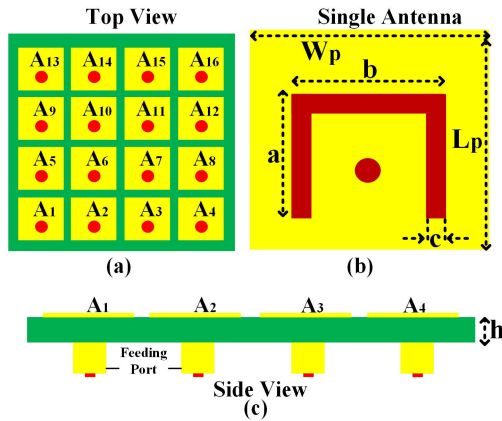 Top View
A13 A14 A15 A16
A9 A10 A11 A12
A5 A6 A7 A8
A1 A2 A3 A4
(a)
Single Antenna
Wp
b
a
Lp
c
(b)
A1 A2 A3 A4
h
Feeding
Port
Side View
(c)